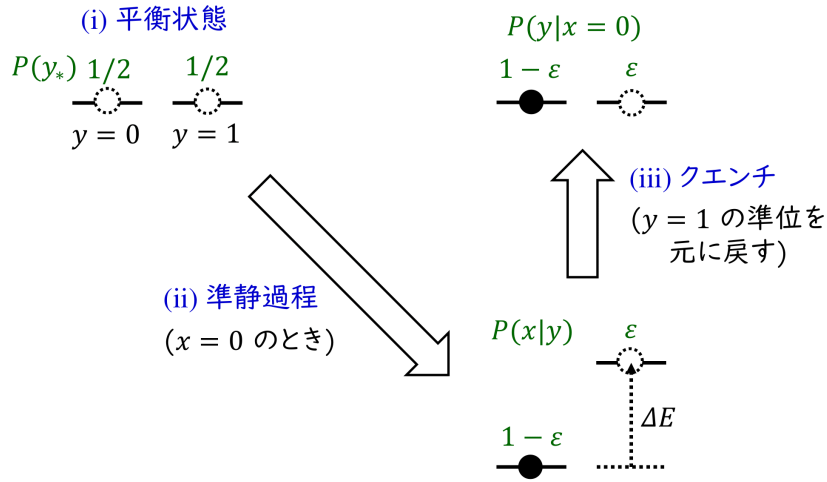 (i) 平衡状態
P(y|x = 0)
P(y*) 1/2 1/2
1 − ε ε
y = 0 y = 1
(iii) クエンチ
(y = 1 の準位を
元に戻す)
(ii) 準静過程
(x = 0 のとき)
P(x|y) ε
ΔE
1 − ε